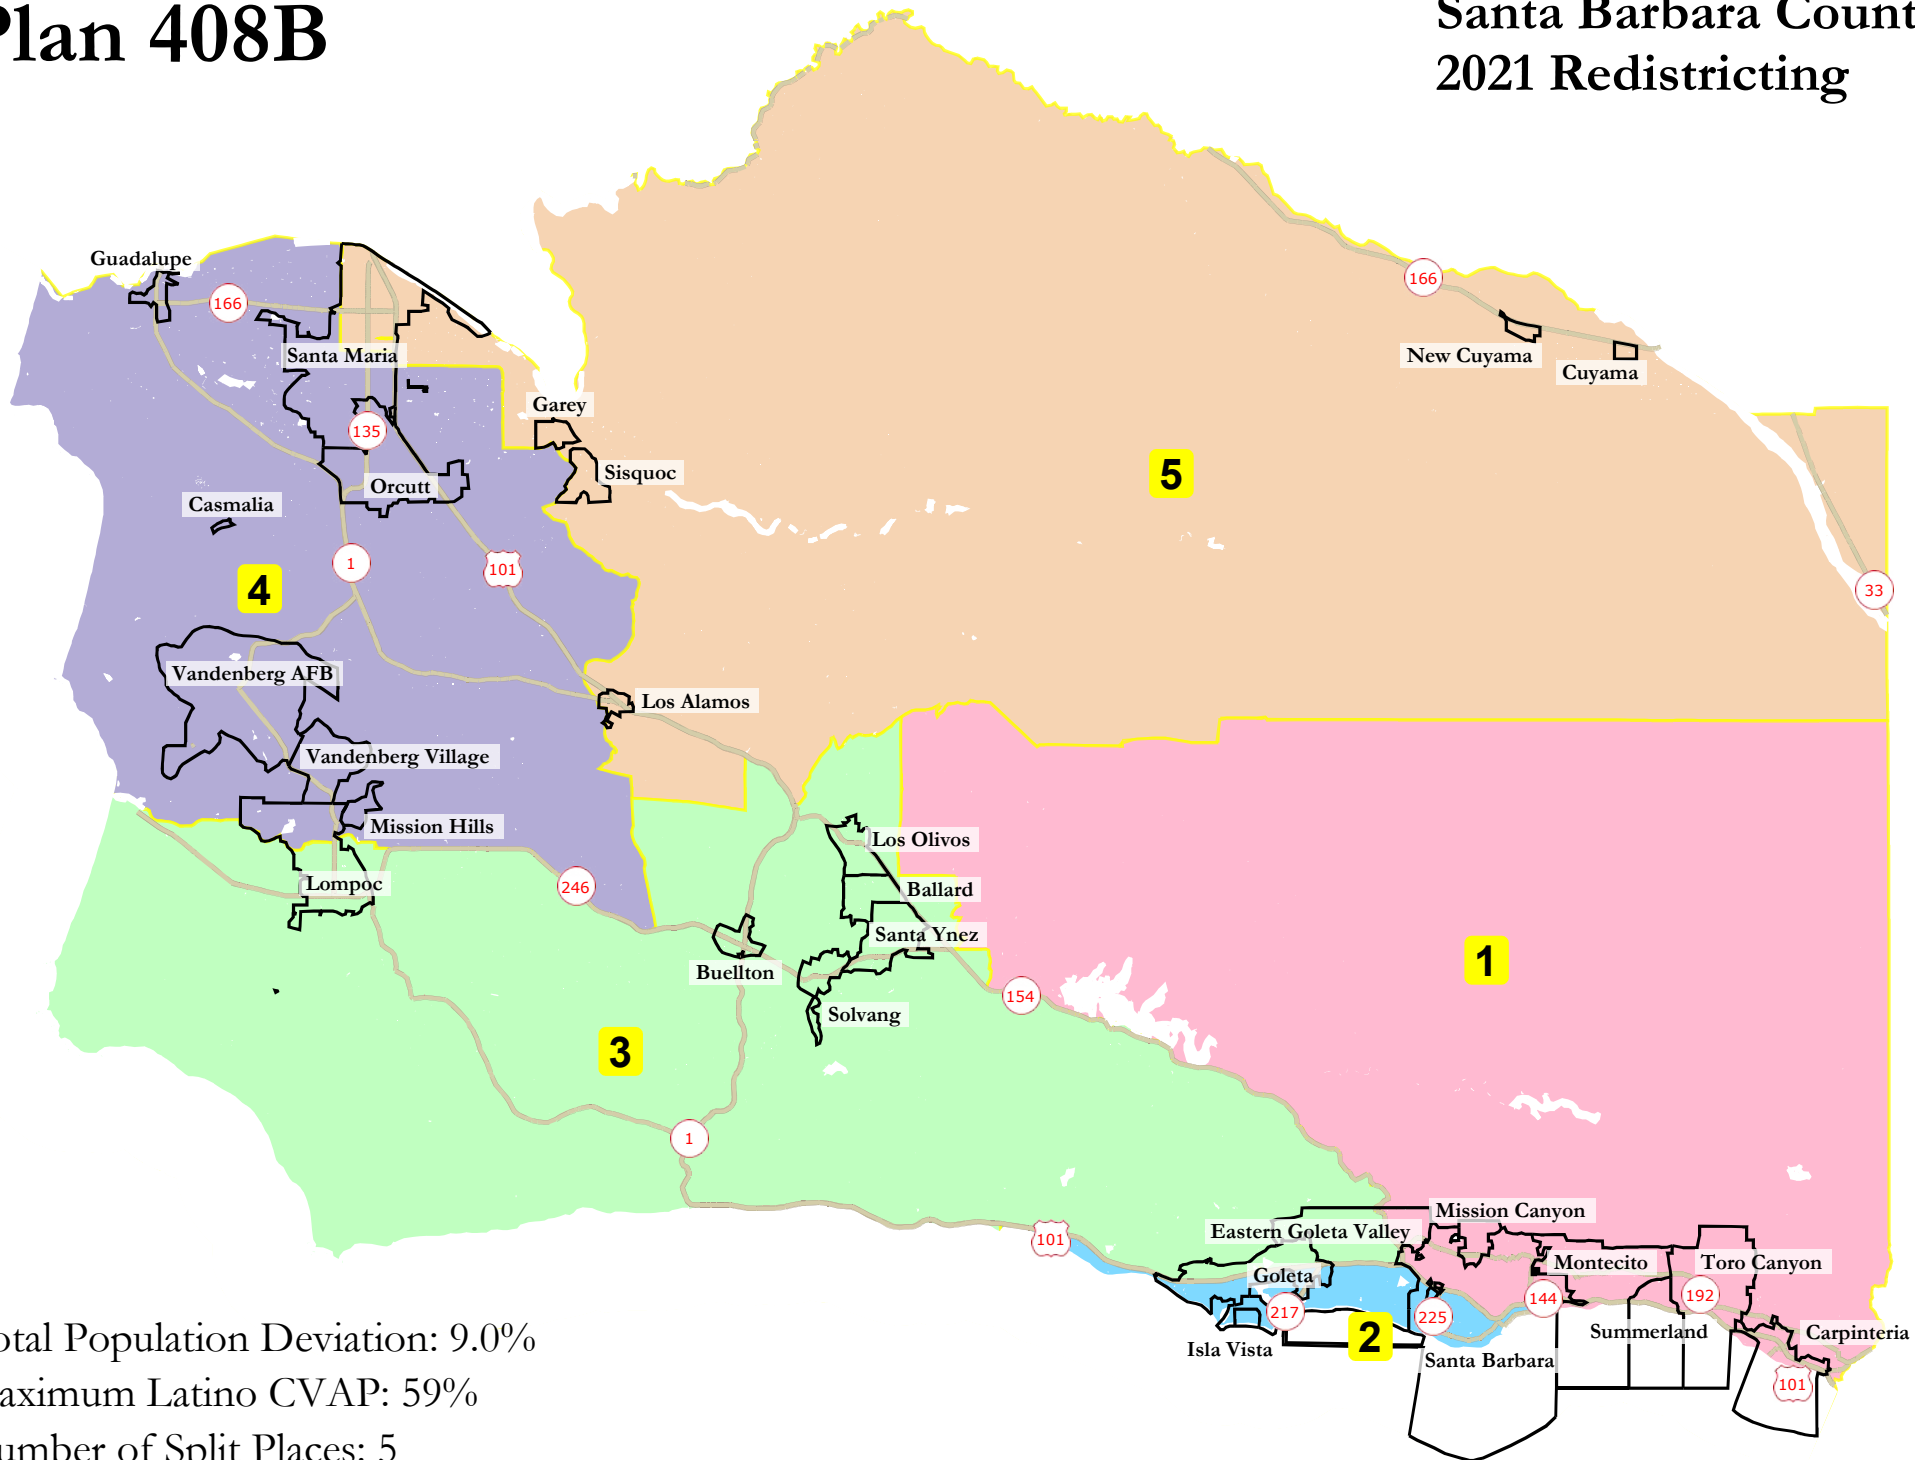 Plan 408B
Santa Barbara Count
2021 Redistricting
Guadalupe
166
166
Santa Maria
New Cuyama
Cuyama
Garey
135
Sisquoc
5
Orcutt
Casmalia
1
101
4
33
Vandenberg AFB
Los Alamos
Vandenberg Village
Mission Hills
Los Olivos
Lompoc
246
Ballard
Santa Ynez
1
Buellton
154
Solvang
3
1
Mission Canyon
Eastern Goleta Valley
101
Montecito
Toro Canyon
Goleta
217
225
144
192
2
Summerland
Carpinteria
Isla Vista
Santa Barbara
101
otal Population Deviation: 9.0%
aximum Latino CVAP: 59%
umber of Split Places: 5